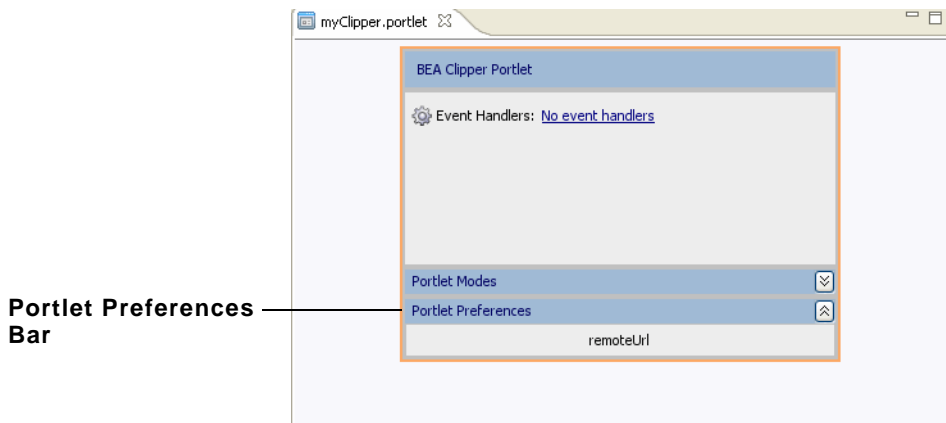 myClipper.portlet
BEA Clipper Portlet
Event Handlers: No event handlers
Portlet Modes
Portlet Preferences
Bar
Portlet Preferences
remoteUrl